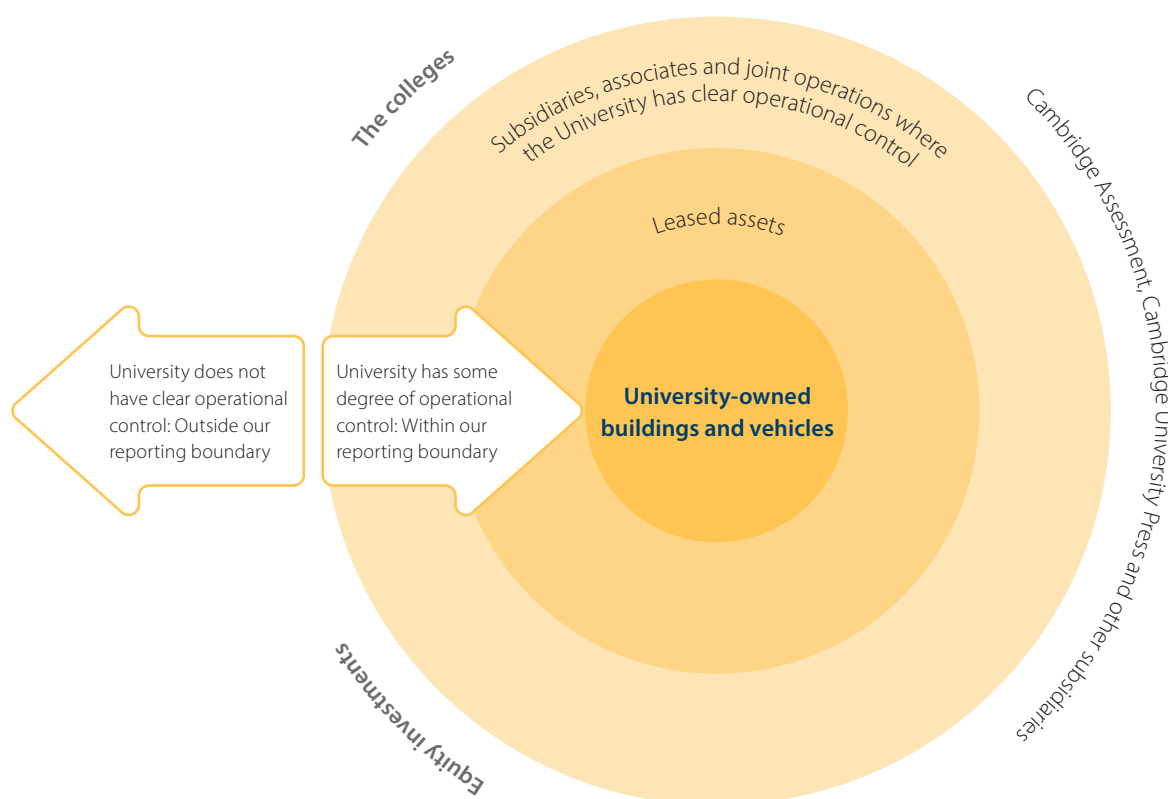 The colleges
Subsidiaries, associates and joint operations where
the University has clear operational control
Cambridge Assessment, Cambridge University Press and other subsidiaries
Leased assets
University does not
have clear operational
control: Outside our
reporting boundary
University has some
degree of operational
control: Within our
reporting boundary
University-owned
buildings and vehicles
Equity investments